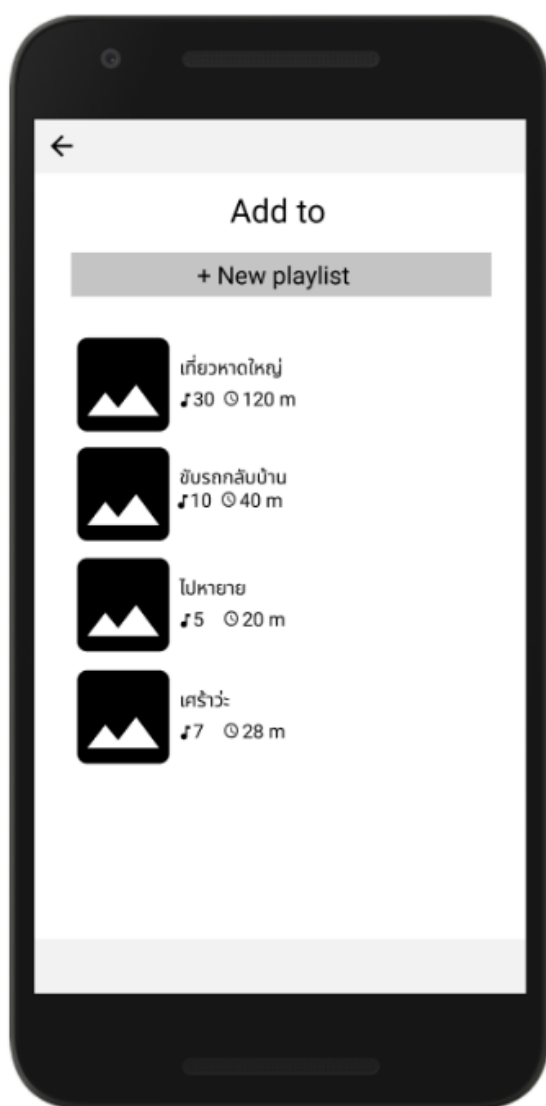 Add to
+ New playlist
เที่ยวหาดใหญ่
30 120 m
ขับรถกลับบ้าน
10 40 m
ไปหายาย
5 20 m
เศร้าว่ะ
7 28 m